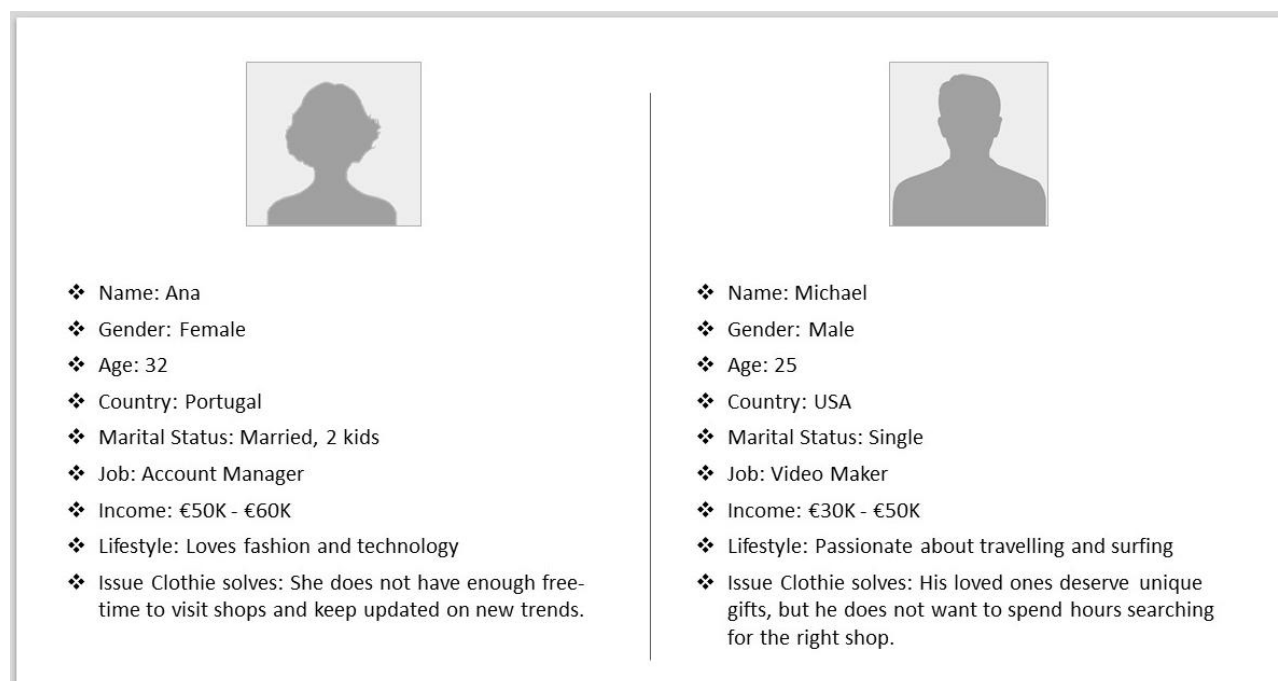 ❖ Name: Ana
❖ Gender: Female
❖ Age: 32
❖ Country: Portugal
❖ Marital Status: Married, 2 kids
❖ Job: Account Manager
❖ Income: €50K - €60K
❖ Lifestyle: Loves fashion and technology
❖ Issue Clothie solves: She does not have enough free-
time to visit shops and keep updated on new trends.
❖ Name: Michael
❖ Gender: Male
❖ Age: 25
❖ Country: USA
❖ Marital Status: Single
❖ Job: Video Maker
❖ Income: €30K - €50K
❖ Lifestyle: Passionate about travelling and surfing
❖ Issue Clothie solves: His loved ones deserve unique
gifts, but he does not want to spend hours searching
for the right shop.